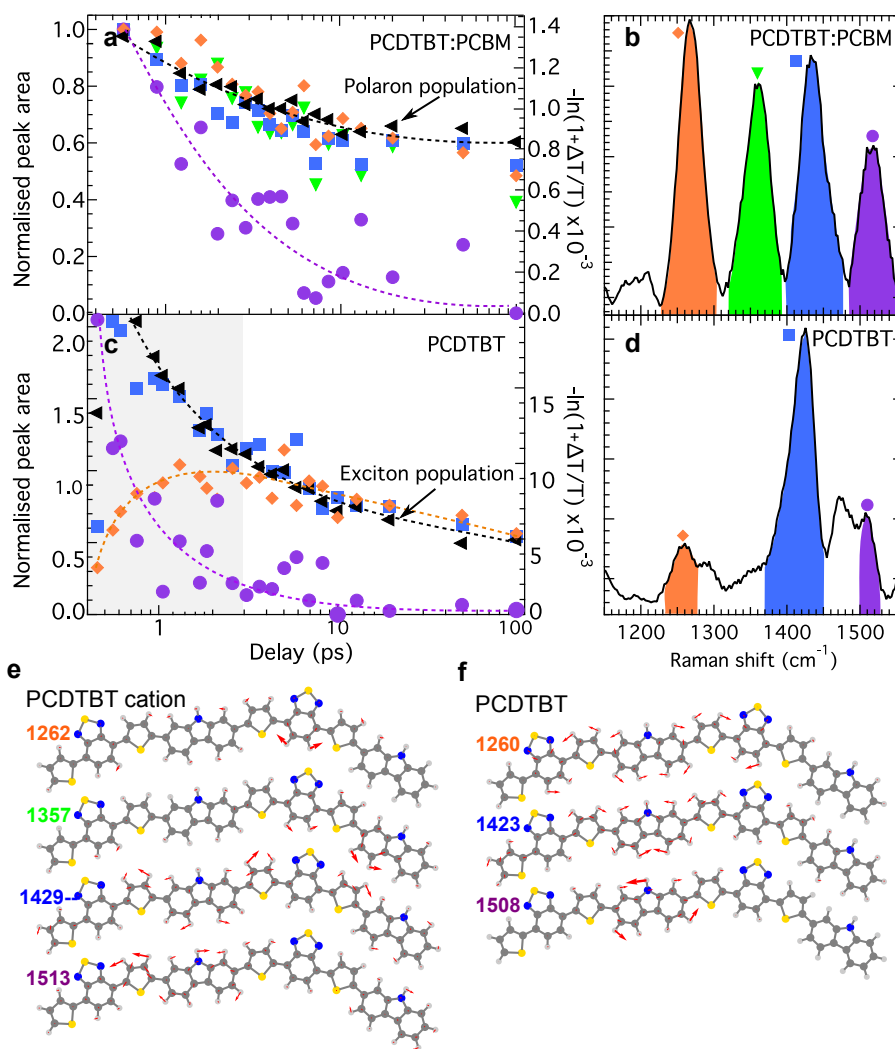 a
PCDTBT:PCBM
Polaron population
Normalised peak area
1.0
0.8
0.6
0.4
0.2
0.0
-ln(1+ΔT/T) x10⁻³
1.4
1.2
1.0
0.8
0.6
0.4
0.2
0.0
b
PCDTBT:PCBM
c
PCDTBT
Exciton population
Normalised peak area
2.0
1.5
1.0
0.5
0.0
-ln(1+ΔT/T) x10⁻³
15
10
5
0
1
10
100
Delay (ps)
d
PCDTBT
1200
1300
1400
1500
Raman shift (cm⁻¹)
e
PCDTBT cation
1262
1357
1429--
1513
f
PCDTBT
1260
1423
1508